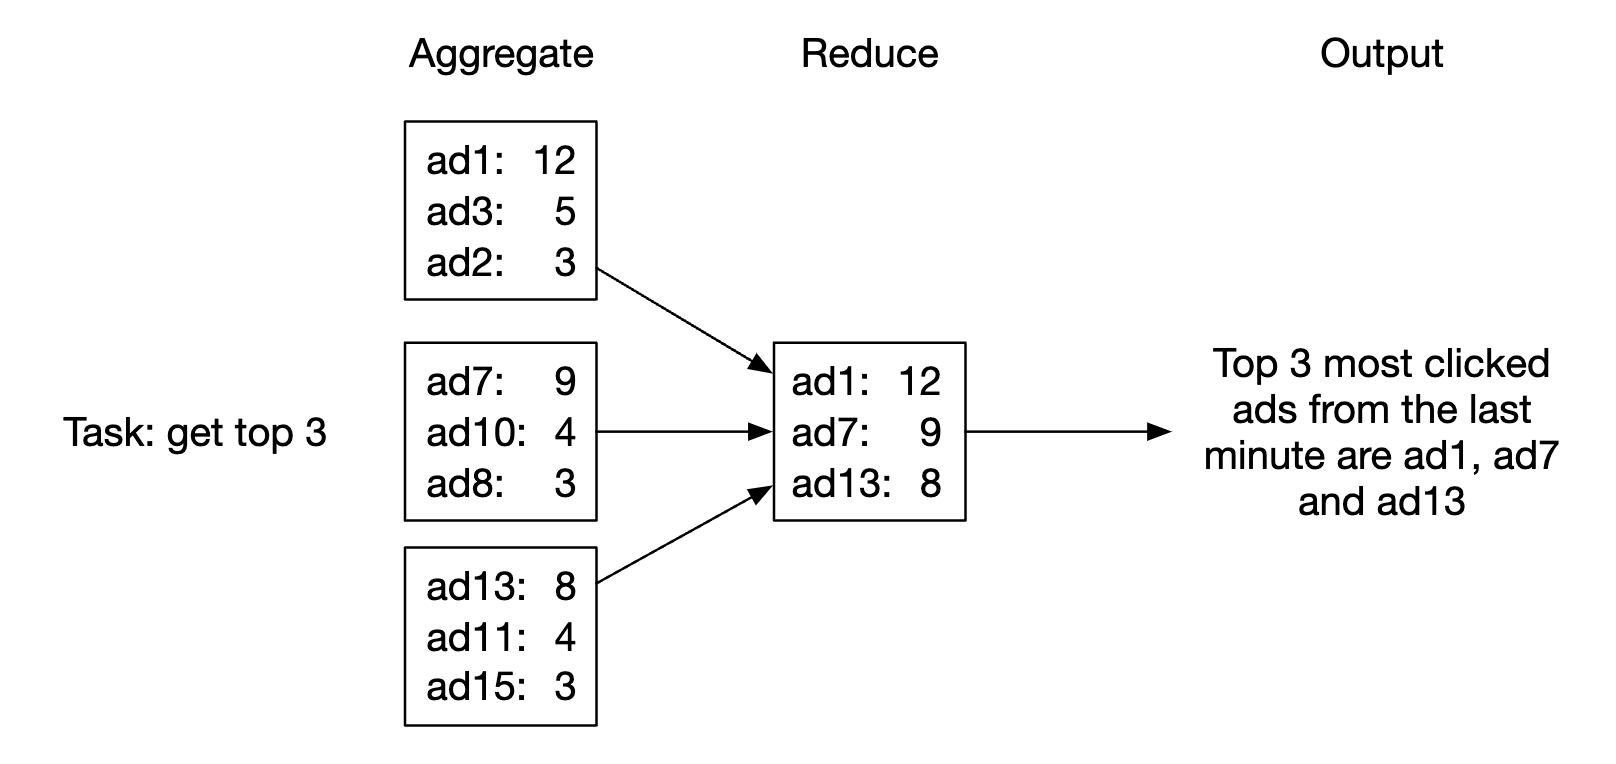 Aggregate
Reduce
Output
ad1: 12
ad3: 5
ad2: 3
Task: get top 3
ad7: 9
ad10: 4
ad8: 3
ad13: 8
ad11: 4
ad15: 3
ad1: 12
ad7: 9
ad13: 8
Top 3 most clicked
ads from the last
minute are ad1, ad7
and ad13